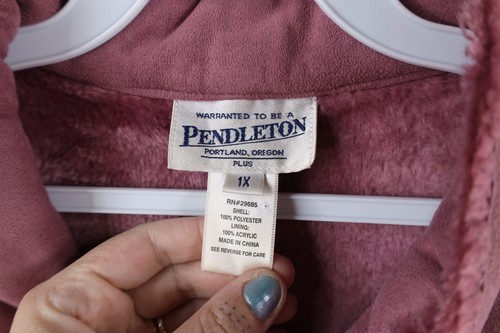 WARRANTED TO BE A
PENDLETON
PORTLAND, OREGON
PLUS
1X
RN#29685
SHELL:
100% POLYESTER
LINING:
100% ACRYLIC
MADE IN CHINA
SEE REVERSE FOR CARE